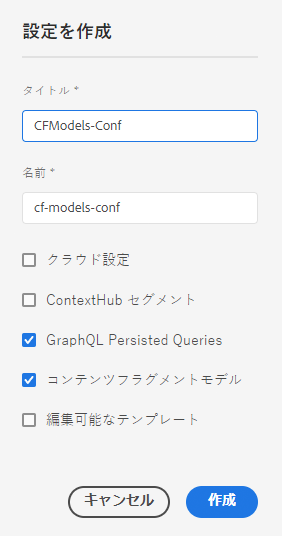 設定を作成
タイトル *
CFModels-Conf
名前 *
cf-models-conf
クラウド設定
ContextHub セグメント
GraphQL Persisted Queries
コンテンツフラグメントモデル
編集可能なテンプレート
キャンセル 作成